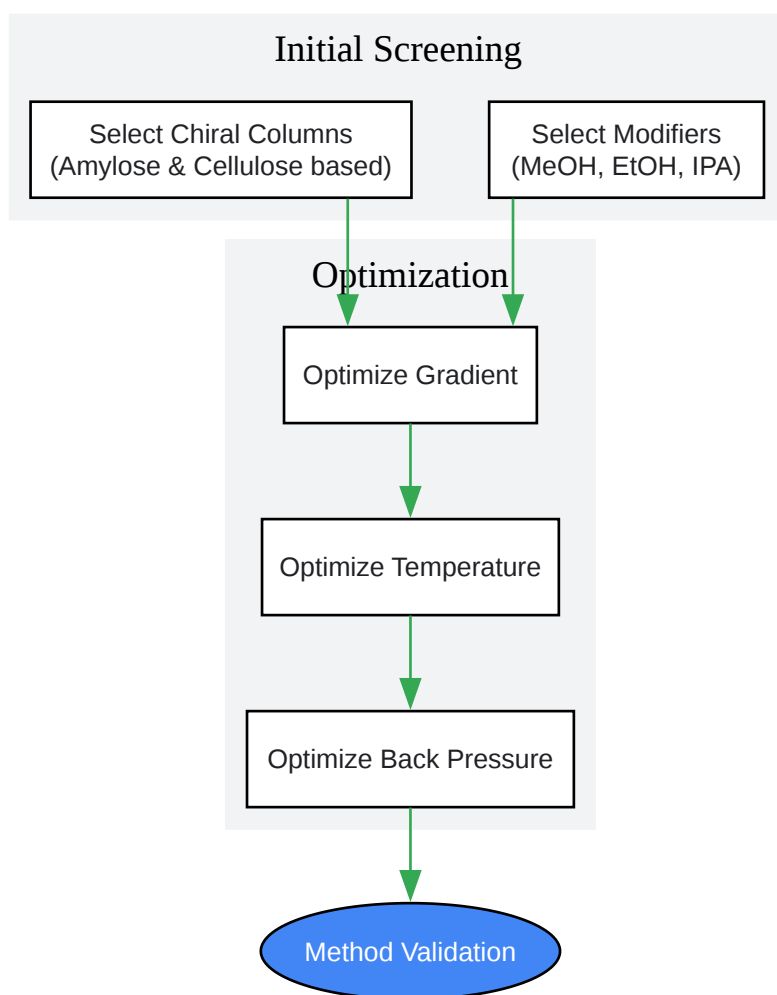 Initial Screening
Select Chiral Columns
(Amylose & Cellulose based)
Select Modifiers
(MeOH, EtOH, IPA)
Optimization
Optimize Gradient
Optimize Temperature
Optimize Back Pressure
Method Validation